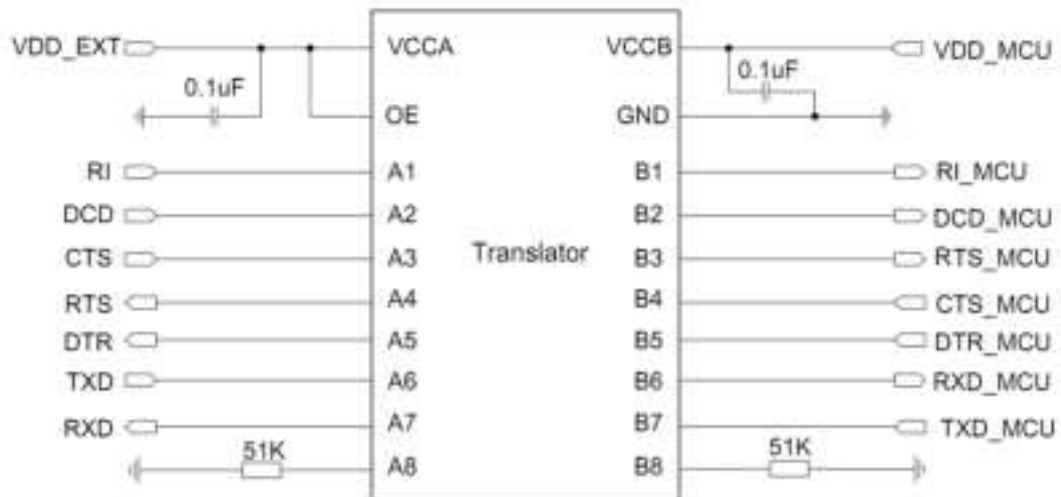 VDD_EXT VCCA VCCB VDD_MCU
0.1uF 0.1uF
OE GND
RI A1 B1 RI_MCU
DCD A2 B2 DCD_MCU
CTS A3 Translator B3 RTS_MCU
RTS A4 B4 CTS_MCU
DTR A5 B5 DTR_MCU
TXD A6 B6 RXD_MCU
RXD A7 B7 TXD_MCU
51K A8 B8 51K